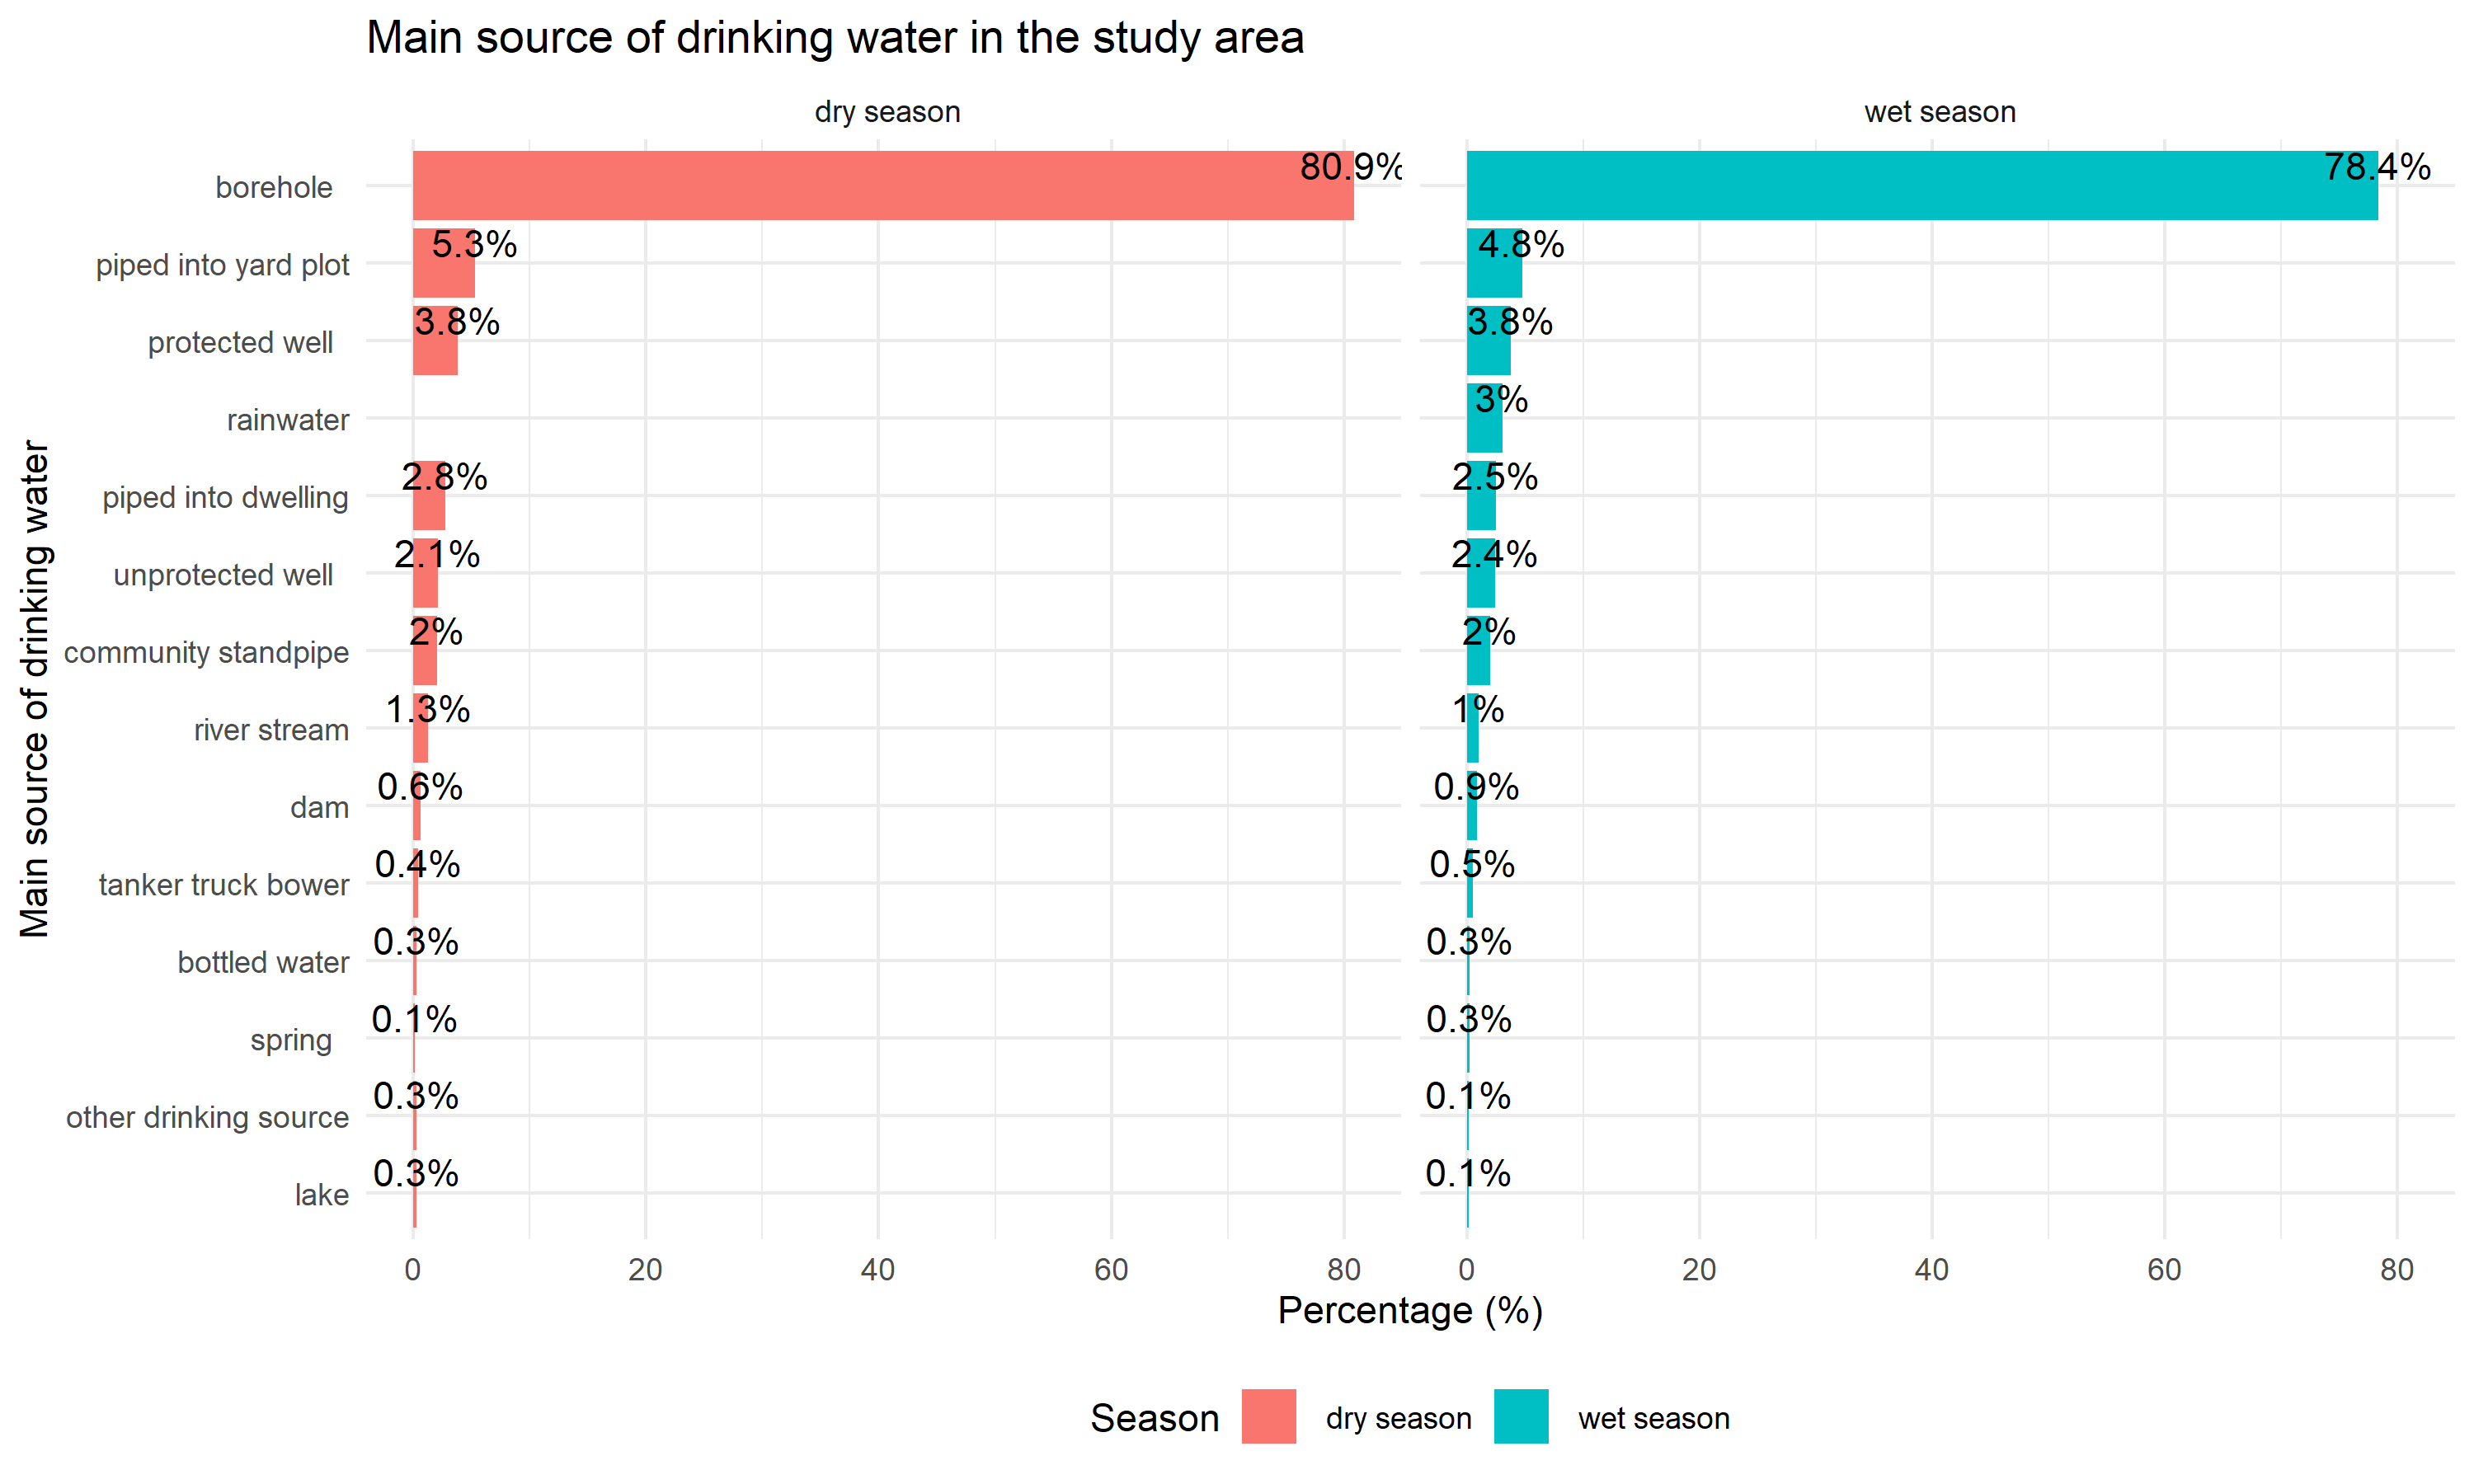 Main source of drinking water in the study area
dry season
wet season
Main source of drinking water
borehole 80.9% 78.4%
piped into yard plot 5.3% 4.8%
protected well 3.8% 3.8%
rainwater 3%
piped into dwelling 2.8% 2.5%
unprotected well 2.1% 2.4%
community standpipe 2% 2%
river stream 1.3% 1%
dam 0.6% 0.9%
tanker truck bower 0.4% 0.5%
bottled water 0.3% 0.3%
spring 0.1% 0.3%
other drinking source 0.3% 0.1%
lake 0.3% 0.1%
0 20 40 60 80 0 20 40 60 80
Percentage (%)
Season dry season wet season